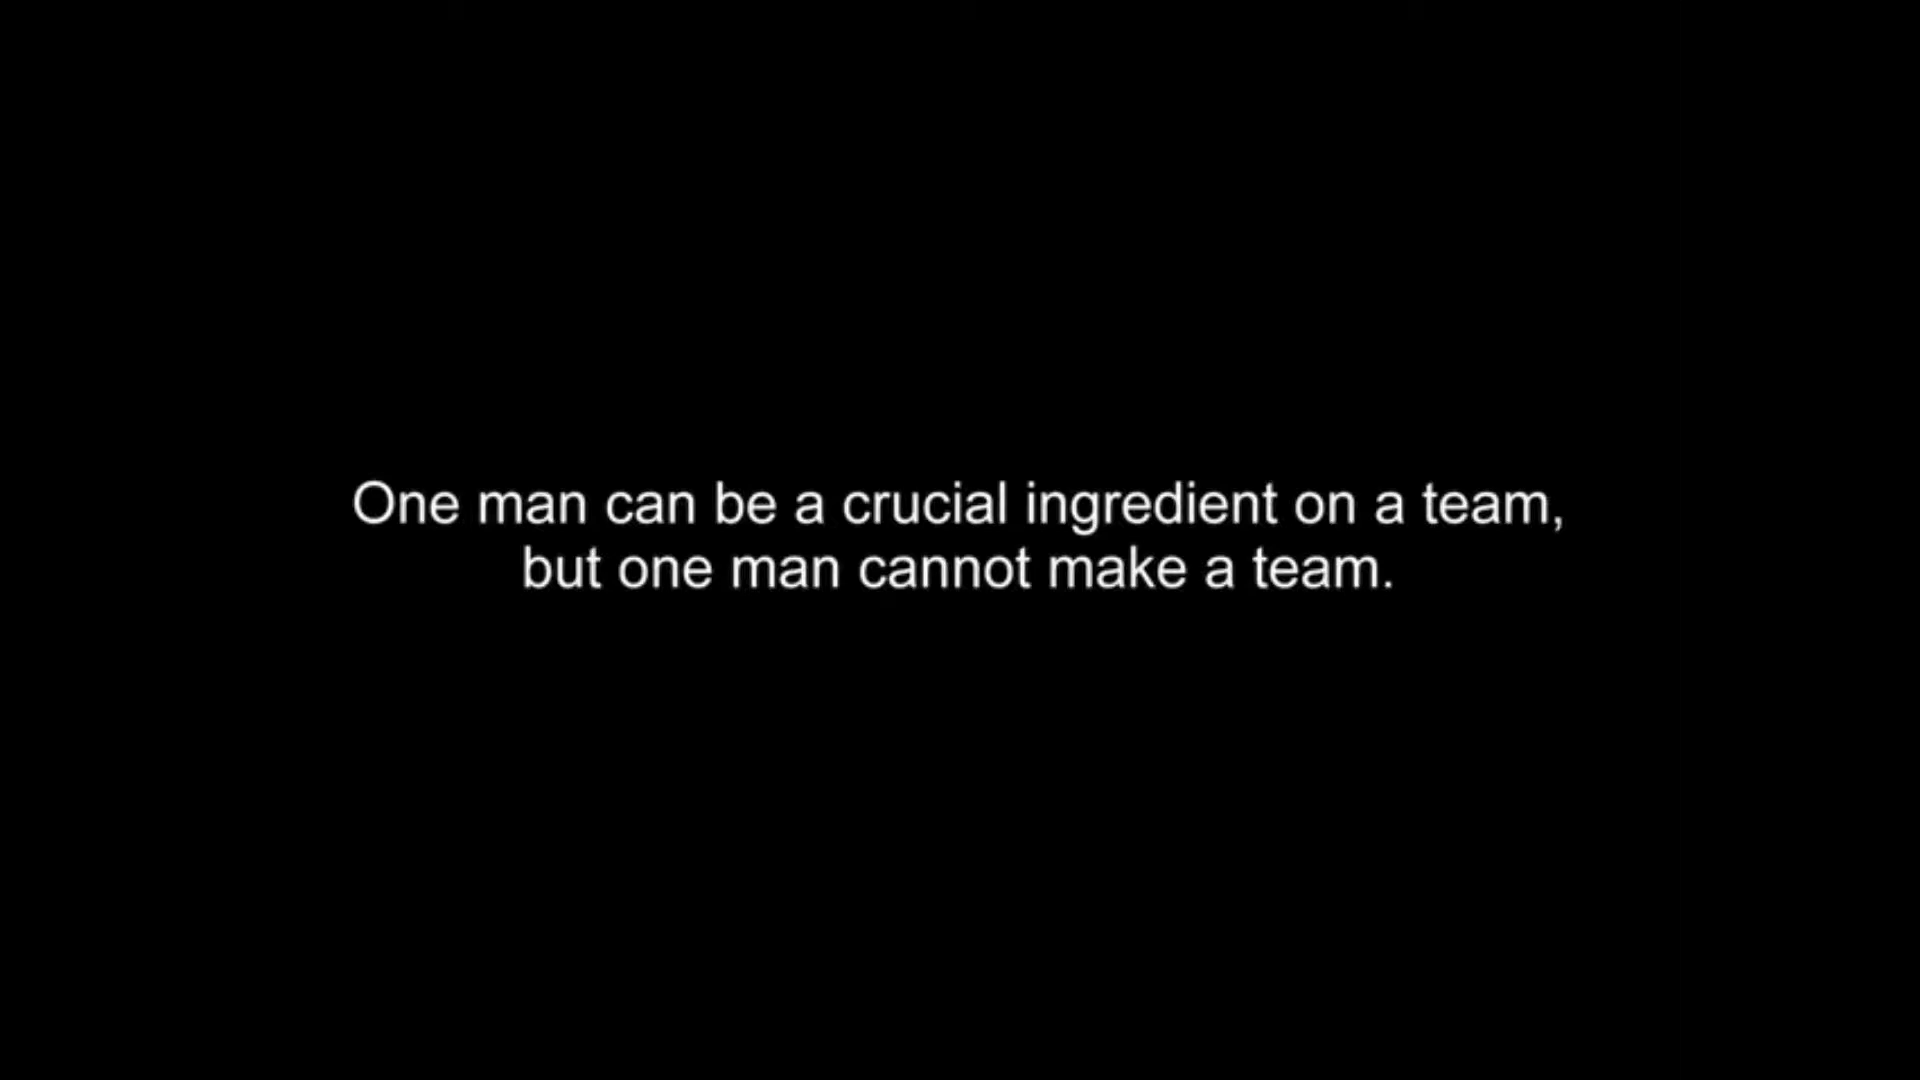 One man can be a crucial ingredient on a team,
but one man cannot make a team.